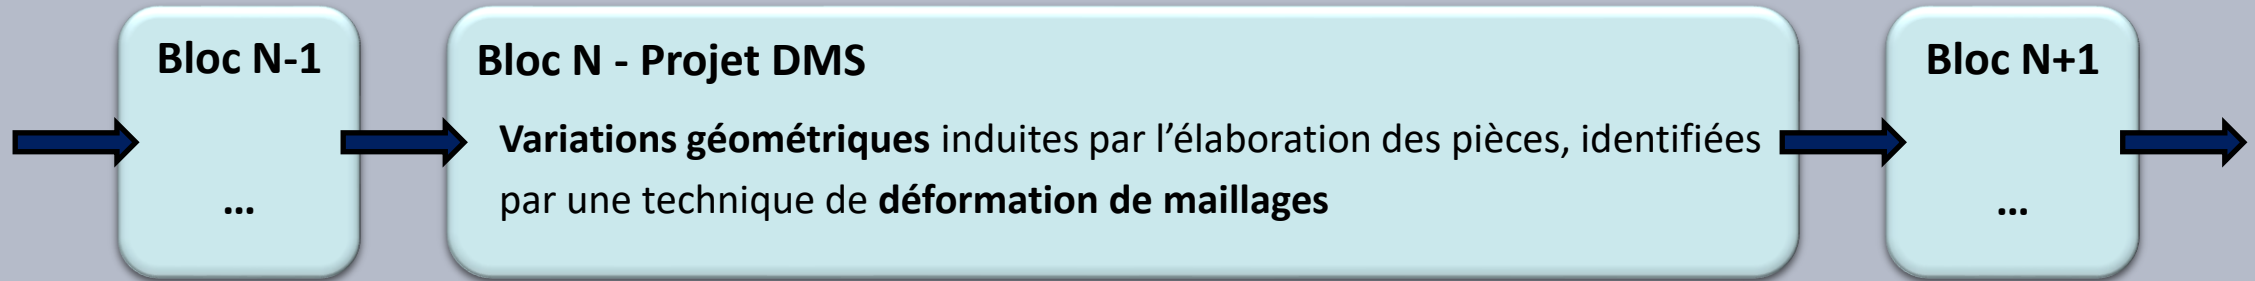 Bloc N-1
...
Bloc N - Projet DMS
Variations géométriques induites par l'élaboration des pièces, identifiées
par une technique de déformation de maillages
Bloc N+1
...